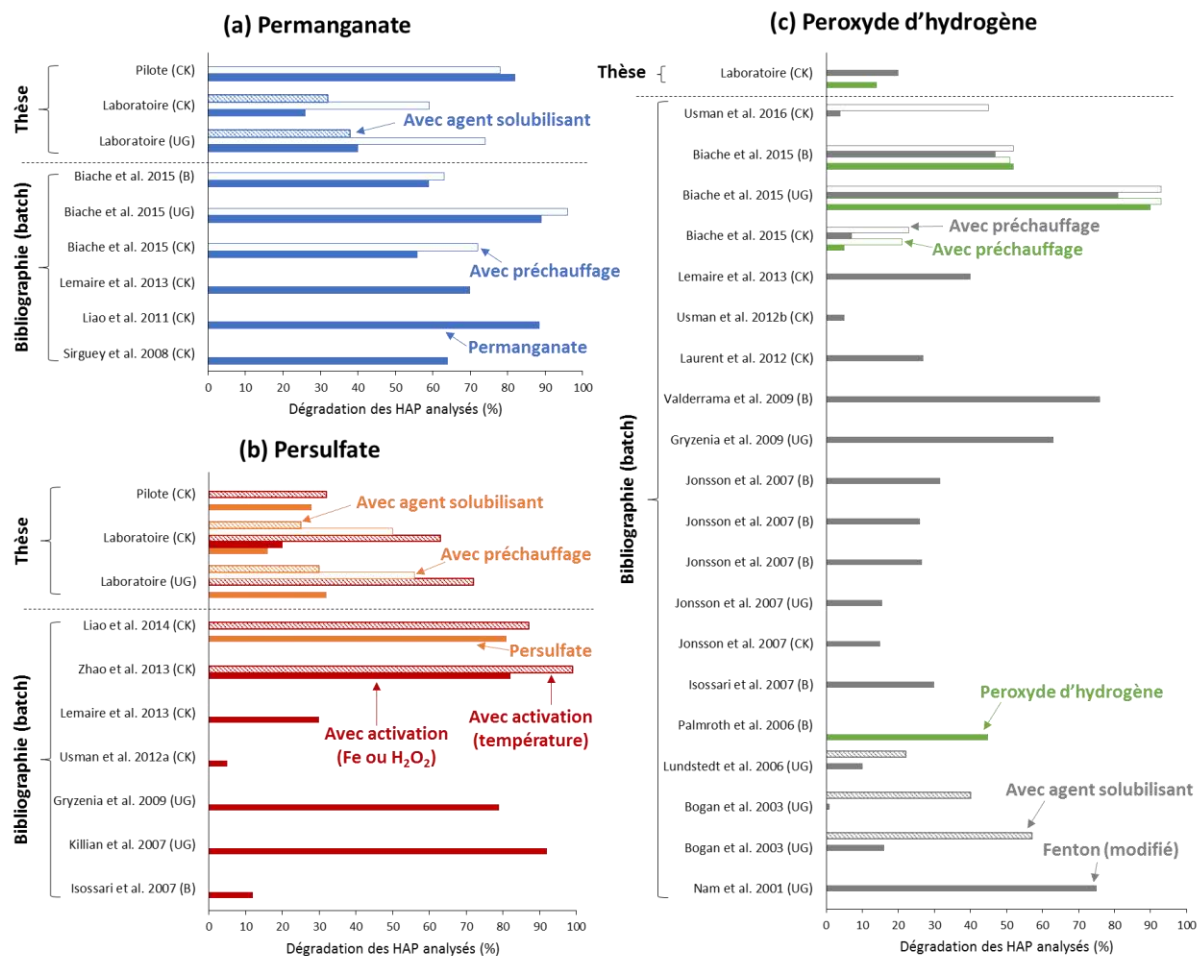 (a) Permanganate
Thèse
Pilote (CK)
Laboratoire (CK)
Laboratoire (UG)
Avec agent solubilisant
Bibliographie (batch)
Biache et al. 2015 (B)
Biache et al. 2015 (UG)
Biache et al. 2015 (CK)
Avec préchauffage
Lemaire et al. 2013 (CK)
Liao et al. 2011 (CK)
Permanganate
Sirguey et al. 2008 (CK)
0 10 20 30 40 50 60 70 80 90 100
Dégradation des HAP analysés (%)
(b) Persulfate
Thèse
Pilote (CK)
Avec agent solubilisant
Laboratoire (CK)
Avec préchauffage
Laboratoire (UG)
Bibliographie (batch)
Liao et al. 2014 (CK)
Persulfate
Zhao et al. 2013 (CK)
Lemaire et al. 2013 (CK)
Avec activation
(Fe ou H₂O₂)
Avec activation
(température)
Usman et al. 2012a (CK)
Gryzenia et al. 2009 (UG)
Killian et al. 2007 (UG)
Isossari et al. 2007 (B)
0 10 20 30 40 50 60 70 80 90 100
Dégradation des HAP analysés (%)
(c) Peroxyde d’hydrogène
Thèse
Laboratoire (CK)
Bibliographie (batch)
Usman et al. 2016 (CK)
Biache et al. 2015 (B)
Biache et al. 2015 (UG)
Avec préchauffage
Biache et al. 2015 (CK)
Avec préchauffage
Lemaire et al. 2013 (CK)
Usman et al. 2012b (CK)
Laurent et al. 2012 (CK)
Valderrama et al. 2009 (B)
Gryzenia et al. 2009 (UG)
Jonsson et al. 2007 (B)
Jonsson et al. 2007 (B)
Jonsson et al. 2007 (B)
Jonsson et al. 2007 (UG)
Jonsson et al. 2007 (CK)
Isossari et al. 2007 (B)
Peroxyde d’hydrogène
Palmroth et al. 2006 (B)
Lundstedt et al. 2006 (UG)
Bogan et al. 2003 (UG)
Avec agent solubilisant
Bogan et al. 2003 (UG)
Fenton (modifié)
Nam et al. 2001 (UG)
0 10 20 30 40 50 60 70 80 90 100
Dégradation des HAP analysés (%)